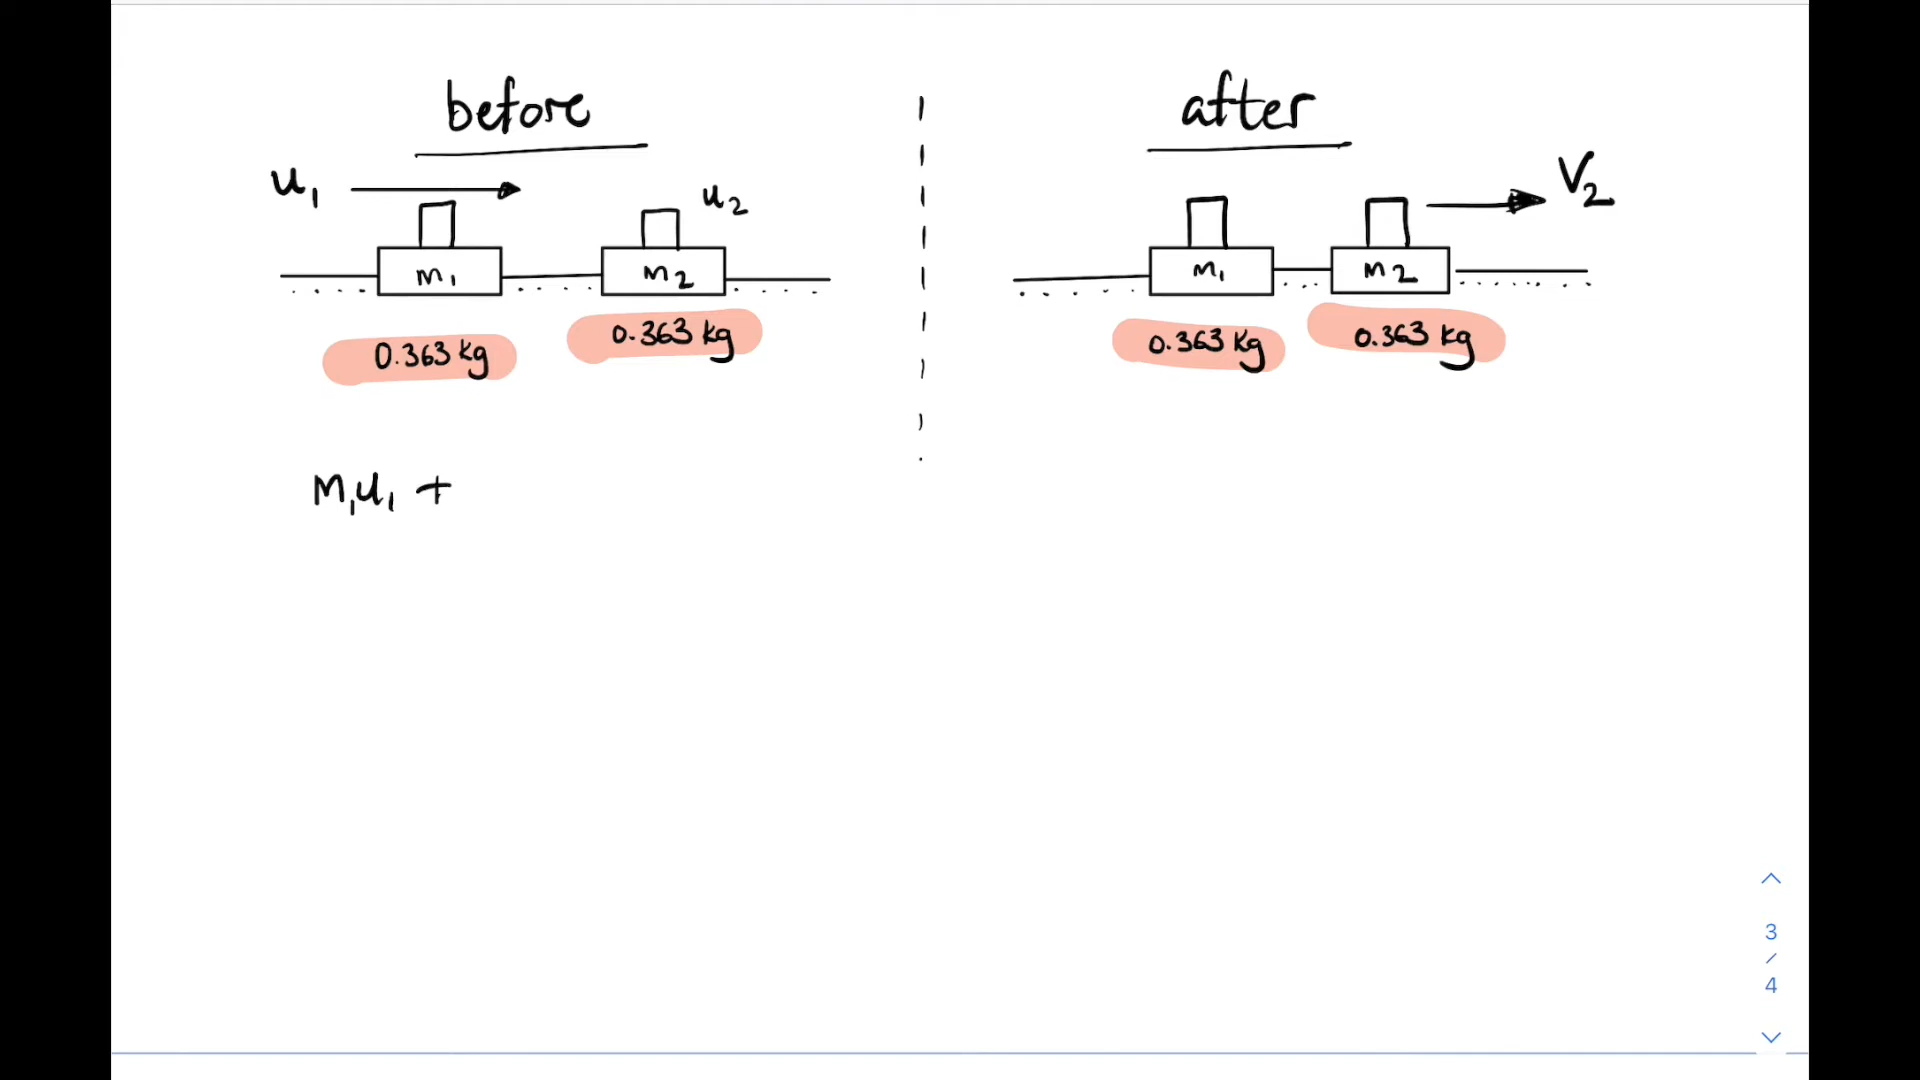 before
after
u₁
u₂
V₂
m₁
m₂
m₁
m₂
0.363 kg
0.363 kg
0.363 kg
0.363 kg
m₁u₁ +
3
/
4